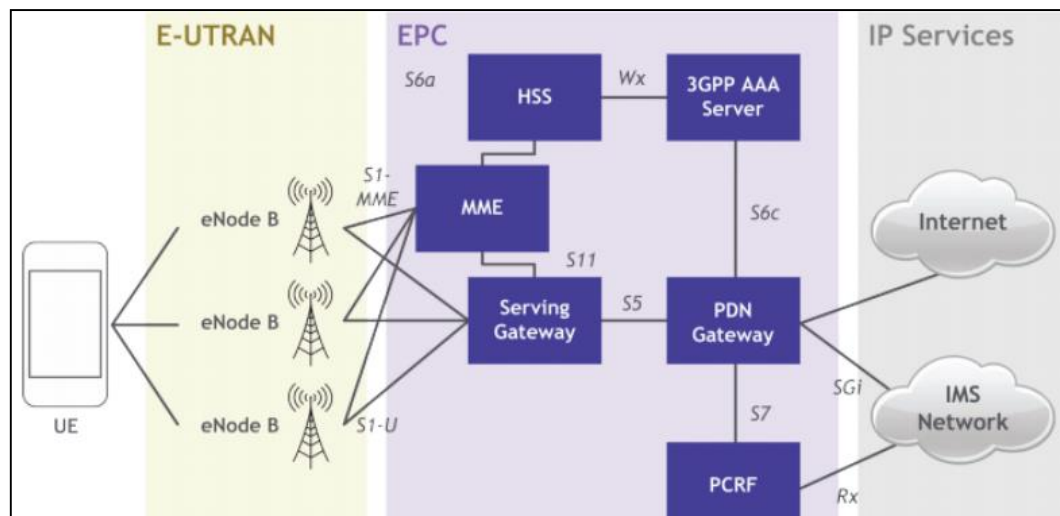 E-UTRAN
EPC
IP Services
S6a
HSS
Wx
3GPP AAA
Server
S1-
MME
MME
S6c
eNode B
Internet
S11
eNode B
Serving
Gateway
S5
PDN
Gateway
SGi
IMS
Network
UE
eNode B
S1-U
S7
PCRF
Rx